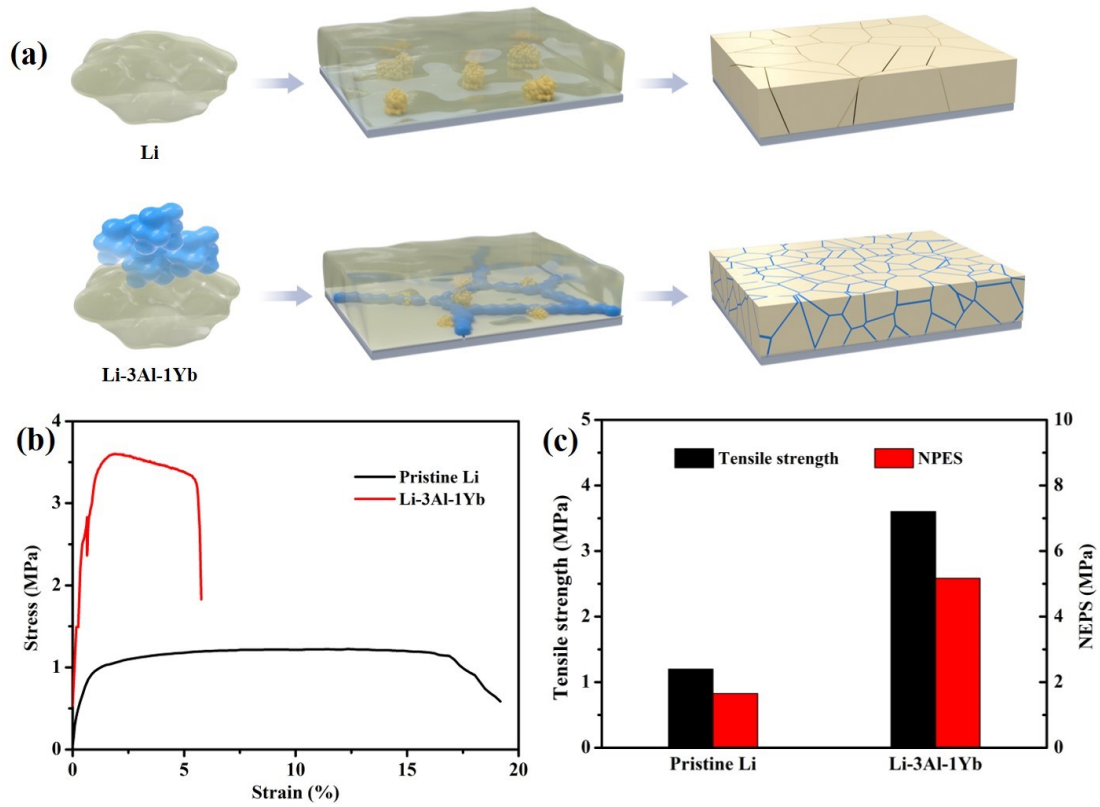 (a)
Li
Li-3Al-1Yb
(b)
4
3
2
1
0
Stress (MPa)
Pristine Li
Li-3Al-1Yb
0
5
10
15
20
Strain (%)
(c)
5
4
3
2
1
0
Tensile strength (MPa)
Tensile strength
NPES
10
8
6
4
2
0
NEPS (MPa)
Pristine Li
Li-3Al-1Yb